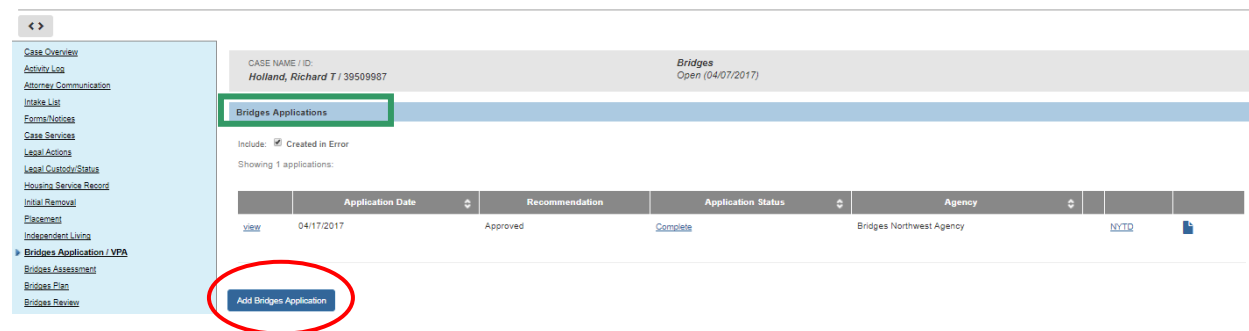 Case Overview
Activity Log
Attorney Communication
Intake List
Forms/Notices
Case Services
Legal Actions
Legal Custody/Status
Housing Service Record
Initial Removal
Placement
Independent Living
Bridges Application / VPA
Bridges Assessment
Bridges Plan
Bridges Review
CASE NAME / ID: Bridges
Holland, Richard T / 39509987 Open (04/07/2017)
Bridges Applications
Include: Created in Error
Showing 1 applications:
Application Date Recommendation Application Status Agency
view 04/17/2017 Approved Complete Bridges Northwest Agency NYTD
Add Bridges Application